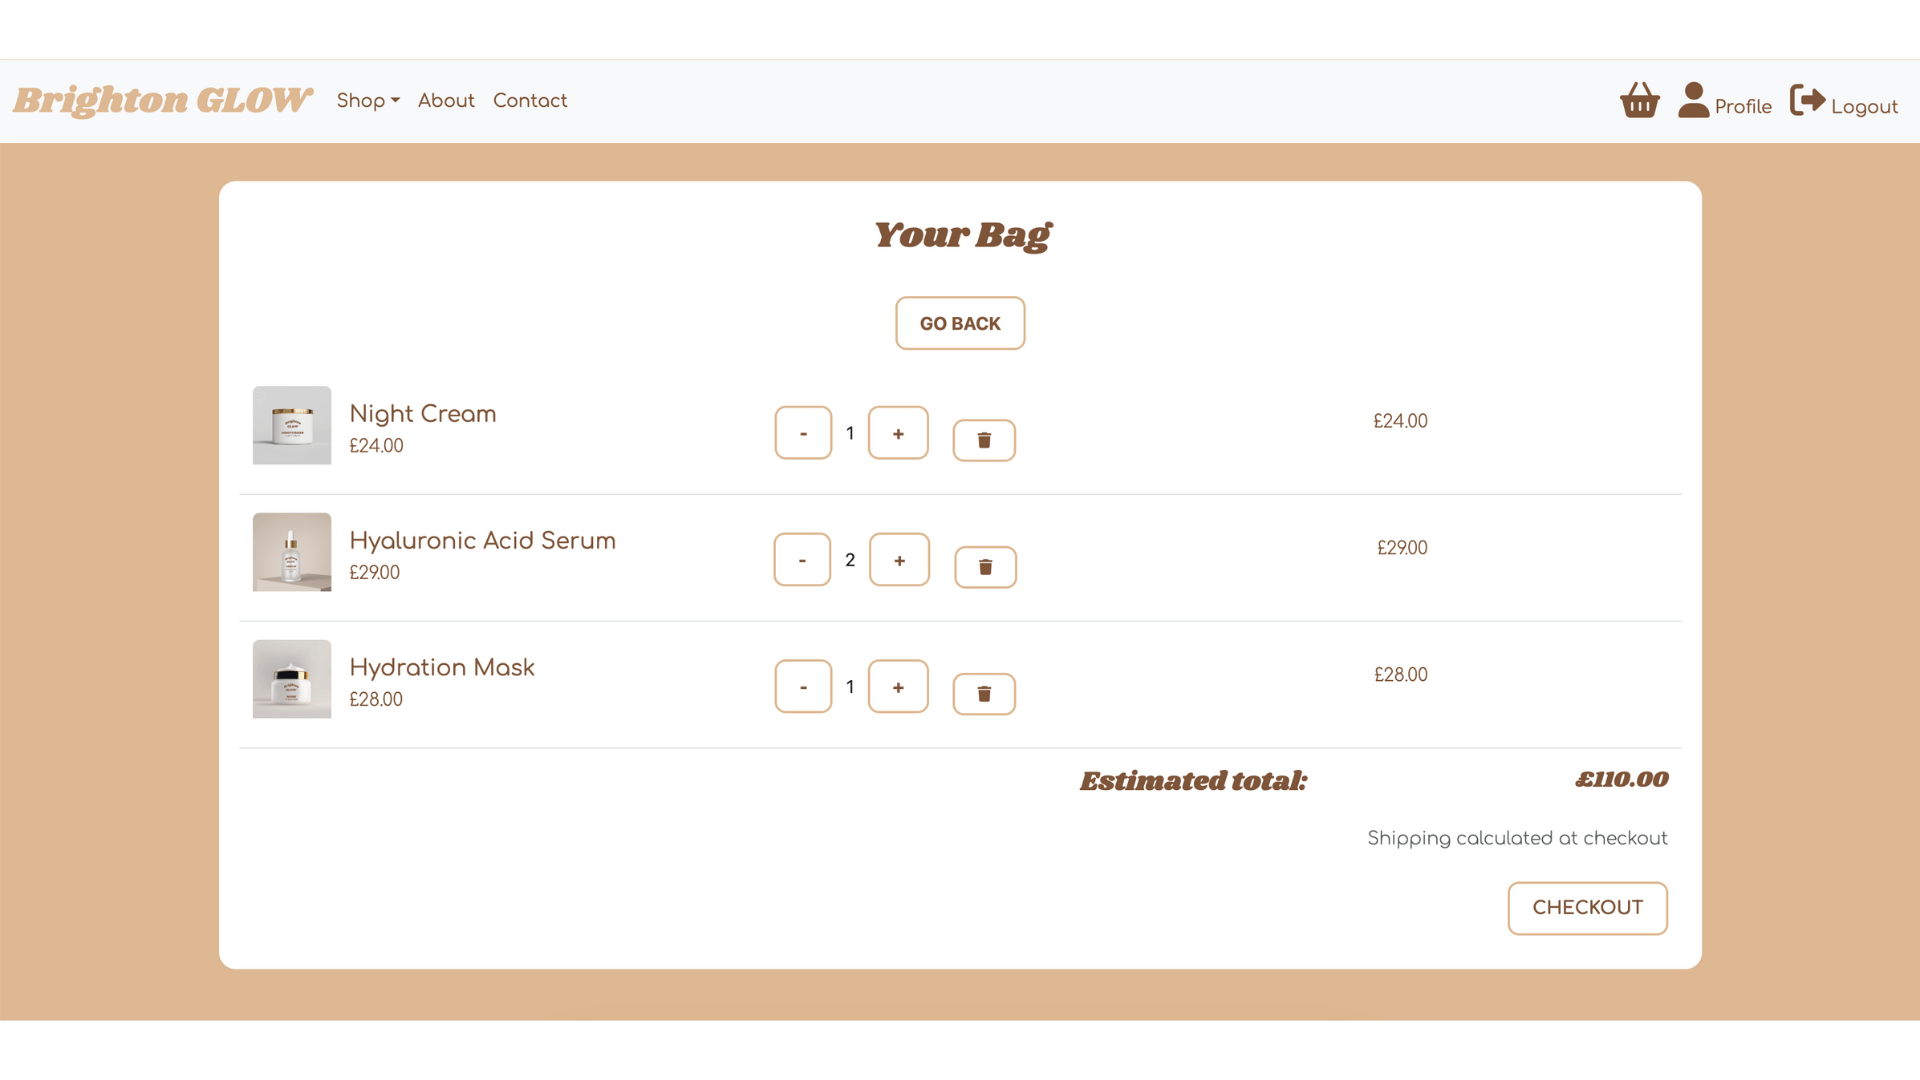 Brighton GLOW Shop About Contact Profile Logout
Your Bag
GO BACK
Night Cream
£24.00
- 1 +
£24.00
Hyaluronic Acid Serum
£29.00
- 2 +
£29.00
Hydration Mask
£28.00
- 1 +
£28.00
Estimated total: £110.00
Shipping calculated at checkout
CHECKOUT